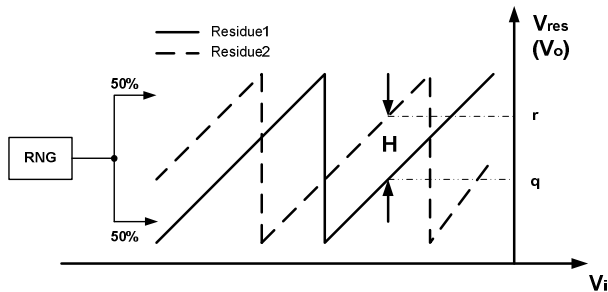 Residue1
Residue2
Vres
(Vo)
50%
RNG
50%
H
r
q
Vi